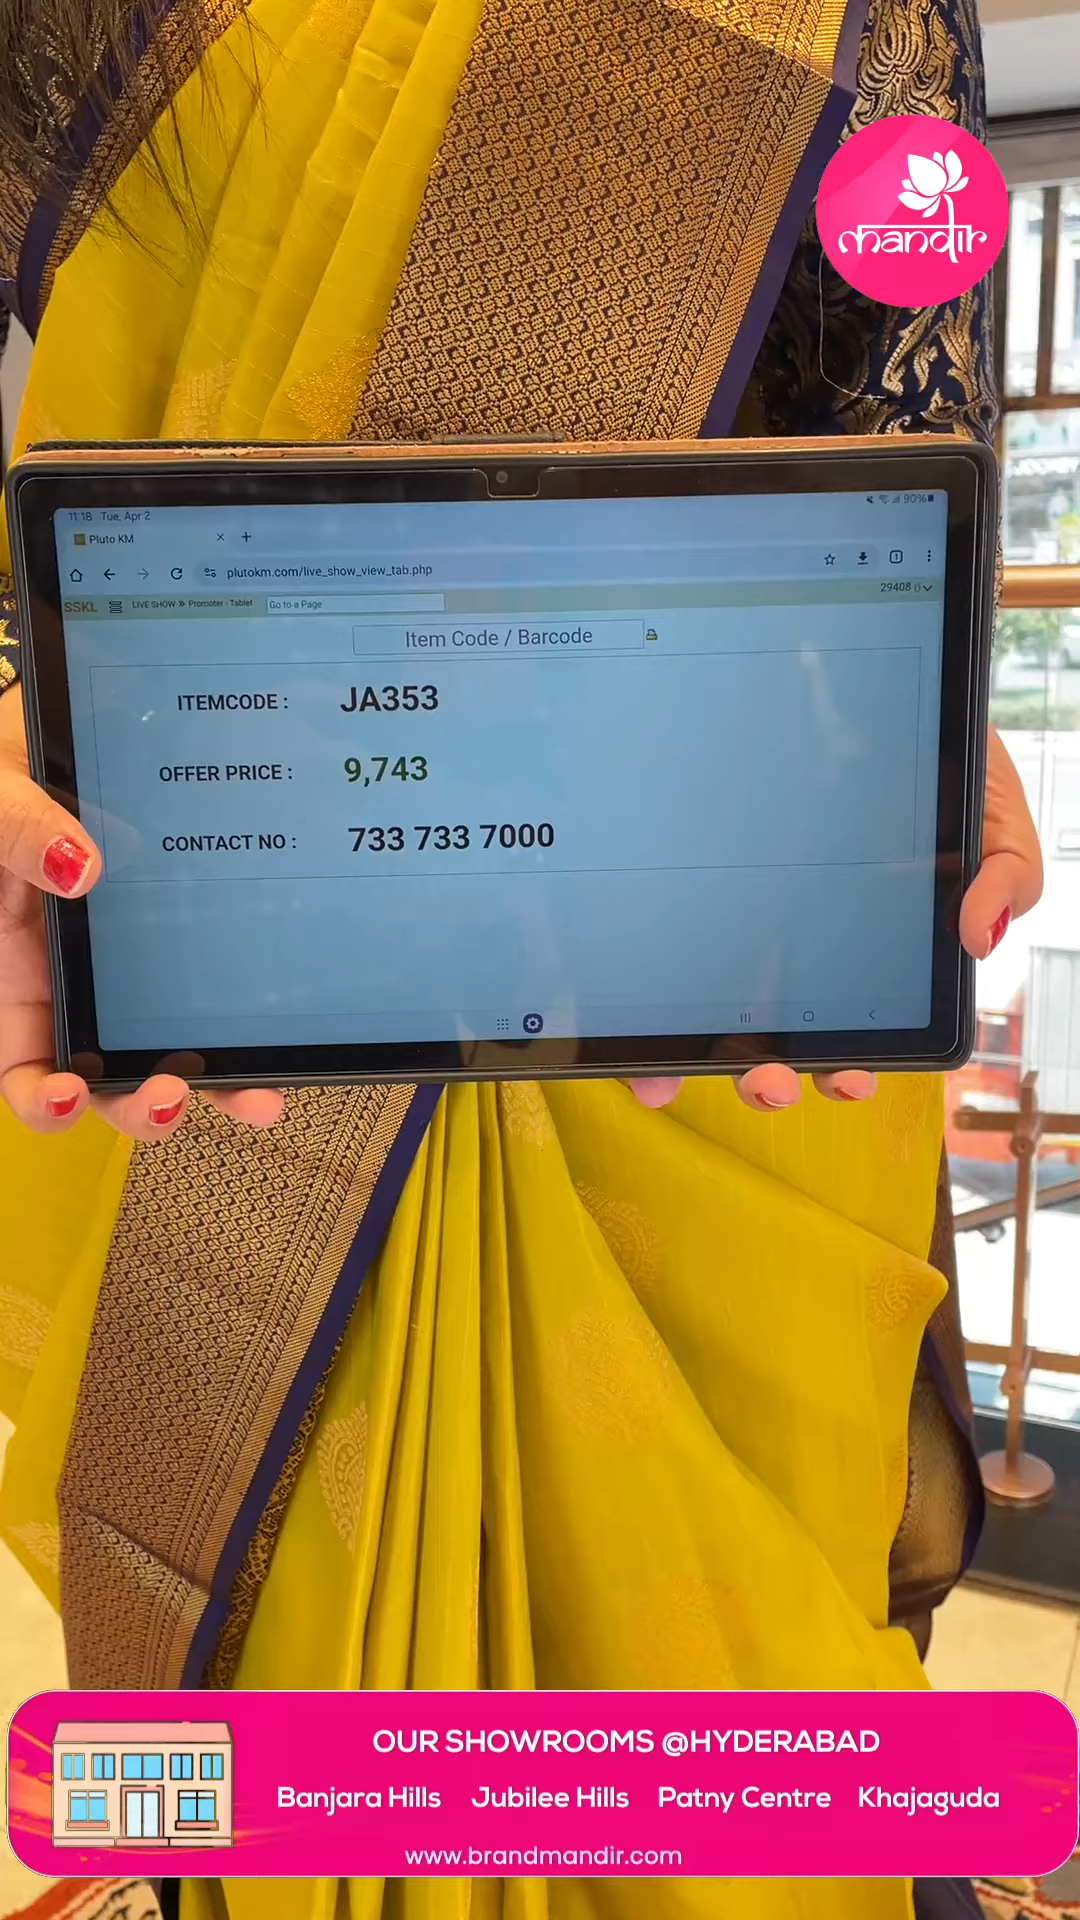 mandir
11:18 Tue, Apr 2
90%
Pluto KM
plutokm.com/live_show_view_tab.php
29408 ()
SSKL
LIVE SHOW » Promoter - Tablet
Go to a Page
Item Code / Barcode
ITEMCODE : JA353
OFFER PRICE : 9,743
CONTACT NO : 733 733 7000
OUR SHOWROOMS @HYDERABAD
Banjara Hills Jubilee Hills Patny Centre Khajaguda
www.brandmandir.com